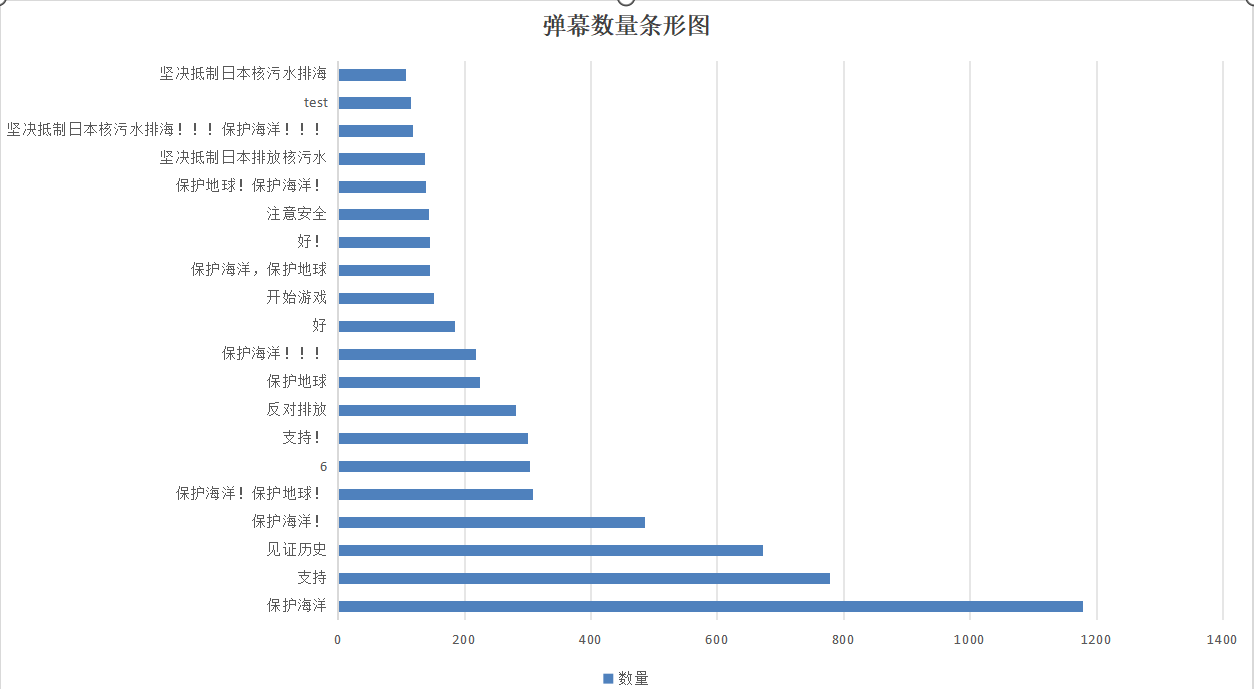 弹幕数量条形图
坚决抵制日本核污水排海
test
坚决抵制日本核污水排海！！！保护海洋！！！
坚决抵制日本排放核污水
保护地球！保护海洋！
注意安全
好！
保护海洋，保护地球
开始游戏
好
保护海洋！！！
保护地球
反对排放
支持！
6
保护海洋！保护地球！
保护海洋！
见证历史
支持
保护海洋
0 200 400 600 800 1000 1200 1400
数量